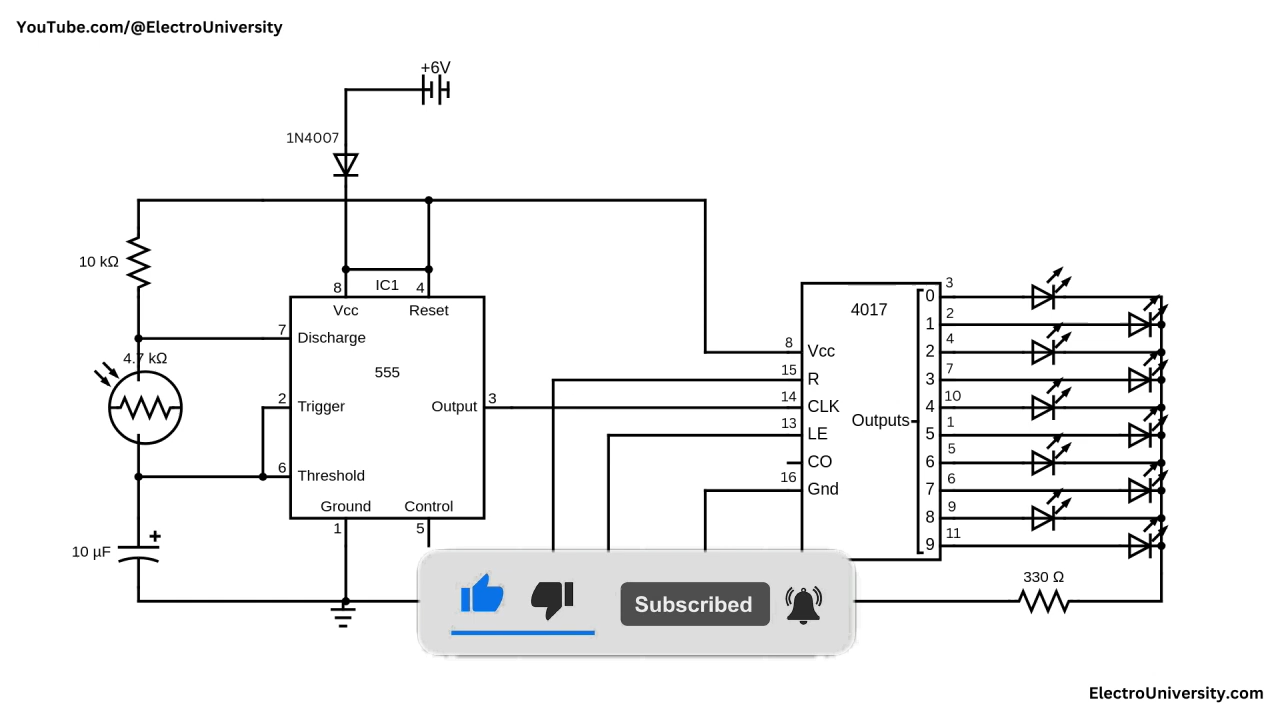 YouTube.com/@ElectroUniversity
+6V
1N4007
10 kΩ
IC1
8
4
Vcc
Reset
7
Discharge
4.7 kΩ
555
2
Trigger
Output
3
6
Threshold
Ground
Control
1
5
10 µF
+
4017
8
Vcc
15
R
14
CLK
13
LE
CO
16
Gnd
Outputs
0
3
1
2
2
4
3
7
4
10
5
1
6
5
7
6
8
9
9
11
330 Ω
Subscribed
ElectroUniversity.com